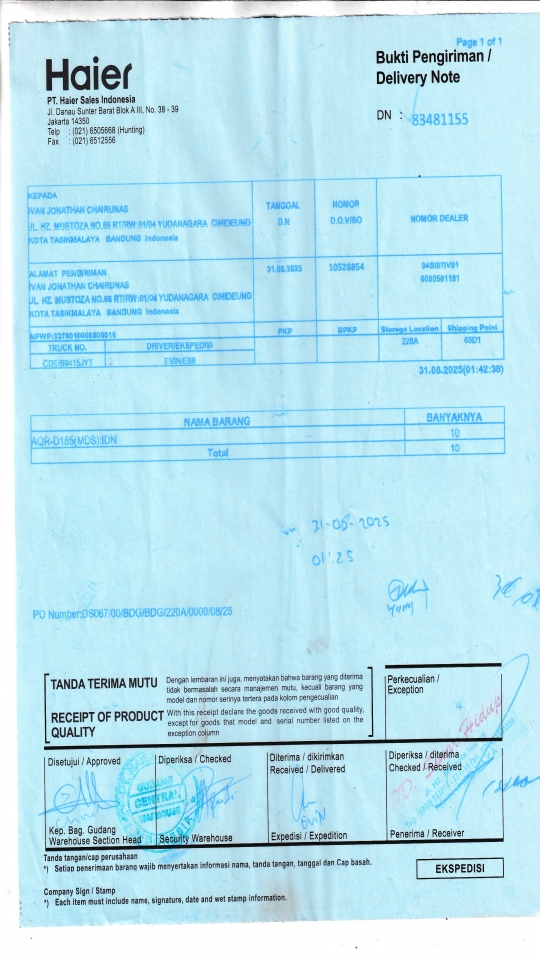 Page 1 of 1
Haier
Bukti Pengiriman /
Delivery Note
PT. Haier Sales Indonesia
Jl. Danau Sunter Barat Blok A III, No. 38 - 39
Jakarta 14350
Telp : (021) 6505668 (Hunting)
Fax : (021) 6512556
DN : 83481155
KEPADA
IVAN JONATHAN CHAIRUNAS
JL. HZ. MUSTOZA NO.66 RT/RW:01/04 YUDANAGARA CIHIDEUNG
KOTA TASIKMALAYA BANDUNG Indonesia
TANGGAL
D.N
NOMOR
D.O.V/SO
NOMOR DEALER
ALAMAT PENGIRIMAN
IVAN JONATHAN CHAIRUNAS
JL. HZ. MUSTOZA NO.66 RT/RW:01/04 YUDANAGARA CIHIDEUNG
KOTA TASIKMALAYA BANDUNG Indonesia
31.08.2025
10529854
PKP
BPKP
Storage Location
Shipping Point
TRUCK NO.
DRIVER/EKSPEDISI
220A
65D1
CDE/B9415JYT
31.08.2025(01:42:38)
NAMA BARANG
BANYAKNYA
AQR-D185(MDS):IDN
10
Total
10
31-08-2025
01:25
PO Number:DS067/00/BDG/BDG/220A/0000/08/25
TANDA TERIMA MUTU
Dengan lembaran ini juga, menyatakan bahwa barang yang diterima
tidak bermasalah secara manajemen mutu, kecuali barang yang
model dan nomor serinya tertera pada kolom pengecualian
RECEIPT OF PRODUCT
QUALITY
With this receipt declare the goods received with good quality,
except for goods that model and serial number listed on the
exception column
Perkecualian /
Exception
Disetujui / Approved
Diperiksa / Checked
Diterima / dikirimkan
Received / Delivered
Diperiksa / diterima
Checked / Received
GUDANG
CENTRAL
WAREHOUSE
EVIN
Kep. Bag. Gudang
Warehouse Section Head
Security Warehouse
Expedisi / Expedition
Penerima / Receiver
Tanda tangan/cap perusahaan
*) Setiap penerimaan barang wajib menyertakan informasi nama, tanda tangan, tanggal dan Cap basah.
EKSPEDISI
Company Sign / Stamp
*) Each item must include name, signature, date and wet stamp information.